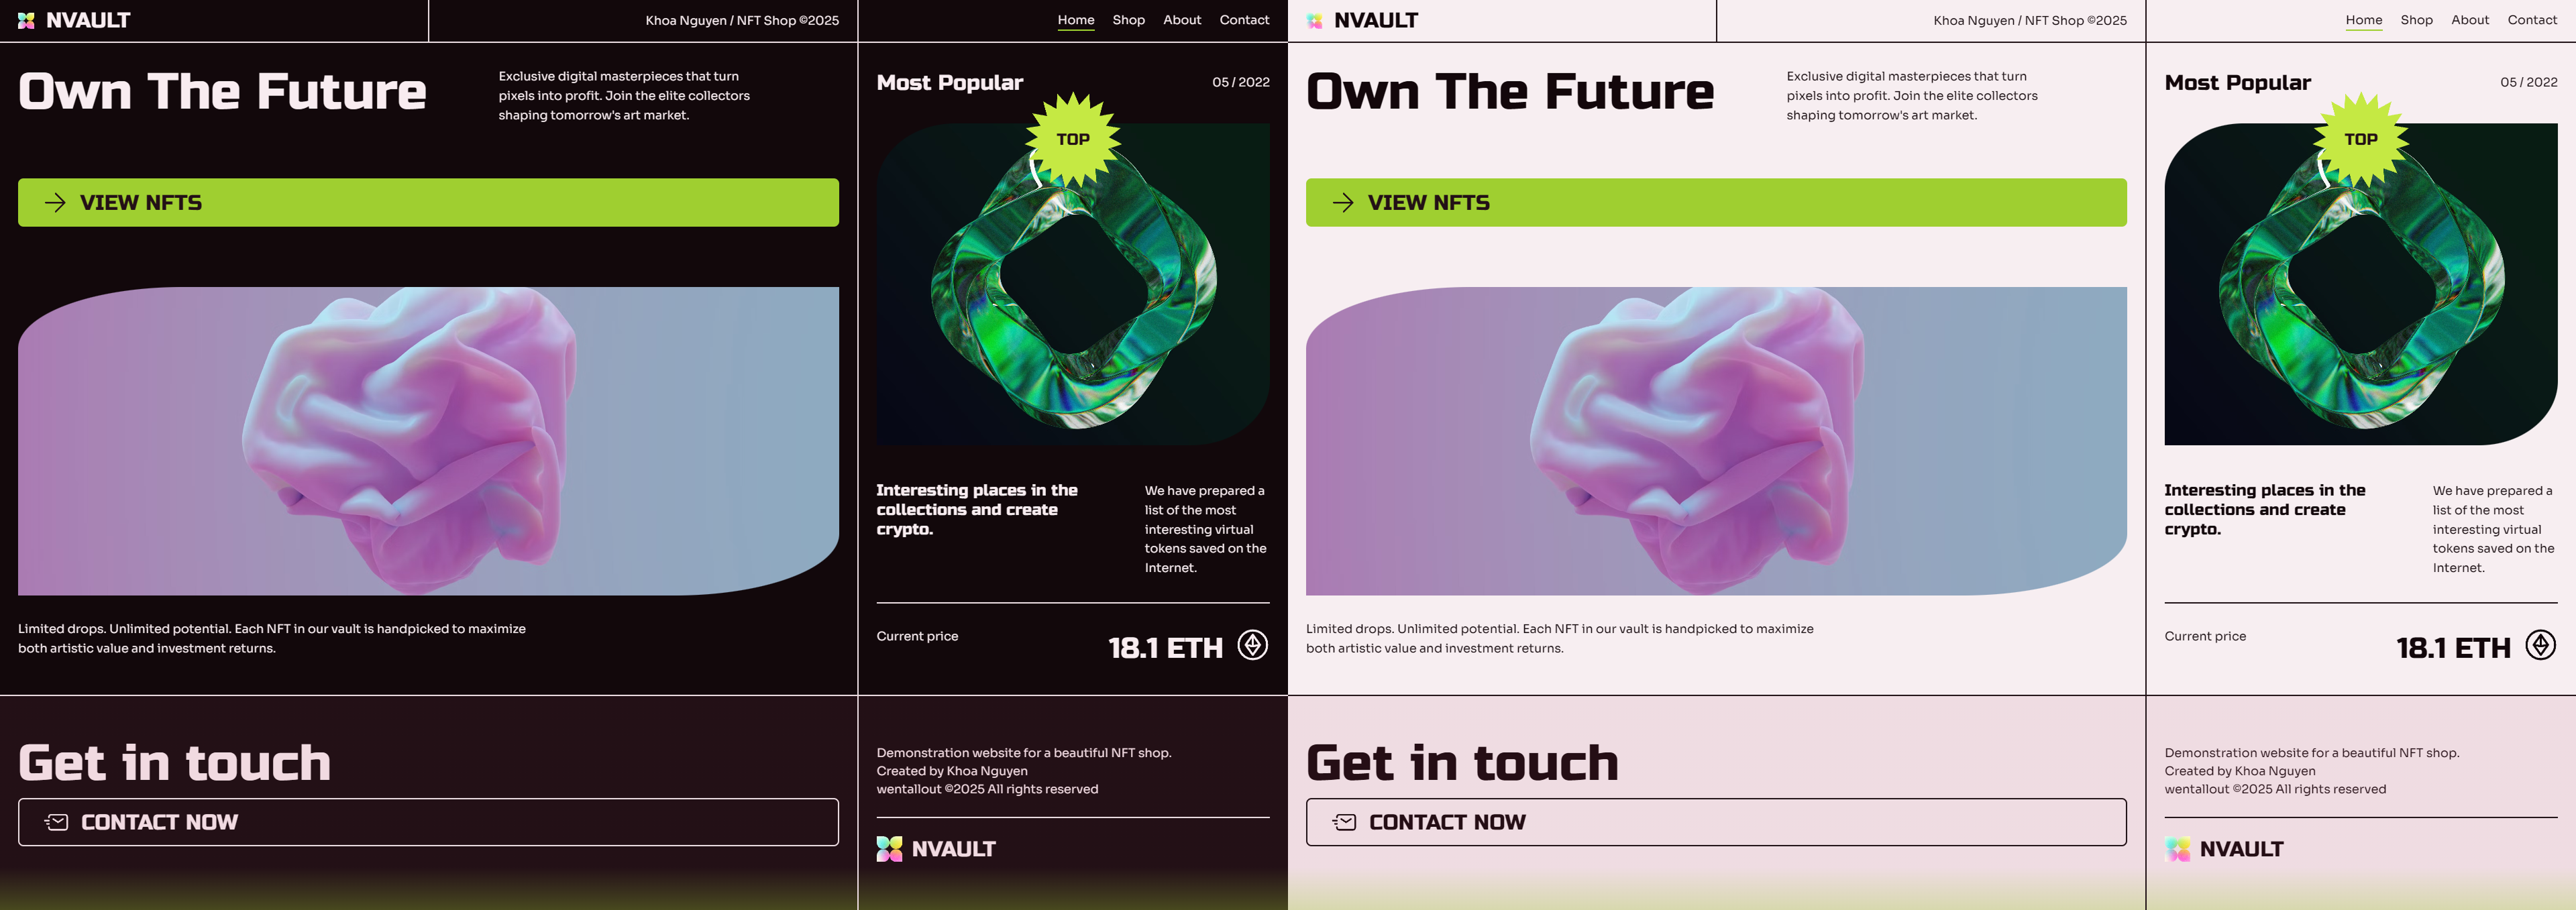 NVAULT
Khoa Nguyen / NFT Shop ©2025
Home Shop About Contact
Own The Future
Exclusive digital masterpieces that turn
pixels into profit. Join the elite collectors
shaping tomorrow's art market.
VIEW NFTS
Limited drops. Unlimited potential. Each NFT in our vault is handpicked to maximize
both artistic value and investment returns.
Most Popular
05 / 2022
TOP
Interesting places in the
collections and create
crypto.
We have prepared a
list of the most
interesting virtual
tokens saved on the
Internet.
Current price
18.1 ETH
Get in touch
CONTACT NOW
Demonstration website for a beautiful NFT shop.
Created by Khoa Nguyen
wentallout ©2025 All rights reserved
NVAULT
NVAULT
Khoa Nguyen / NFT Shop ©2025
Home Shop About Contact
Own The Future
Exclusive digital masterpieces that turn
pixels into profit. Join the elite collectors
shaping tomorrow's art market.
VIEW NFTS
Limited drops. Unlimited potential. Each NFT in our vault is handpicked to maximize
both artistic value and investment returns.
Most Popular
05 / 2022
TOP
Interesting places in the
collections and create
crypto.
We have prepared a
list of the most
interesting virtual
tokens saved on the
Internet.
Current price
18.1 ETH
Get in touch
CONTACT NOW
Demonstration website for a beautiful NFT shop.
Created by Khoa Nguyen
wentallout ©2025 All rights reserved
NVAULT